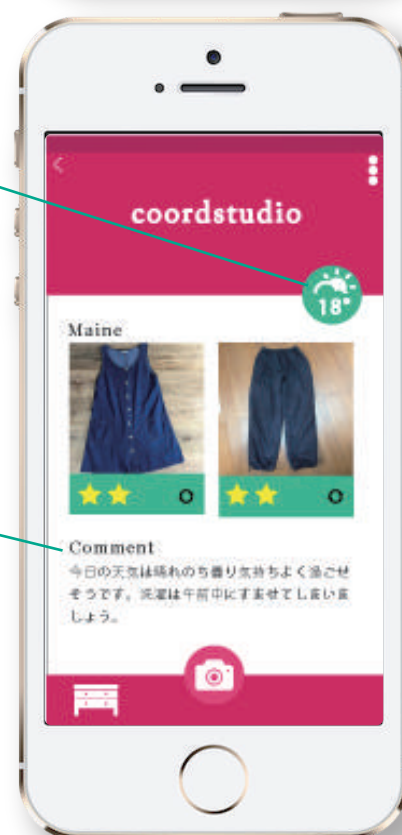 coordstudio
18°
Maine
Comment
今日の天気は晴れのち曇り気持ちよく過ごせ
そうです。洗濯は午前中にすませてしまいま
しょう。